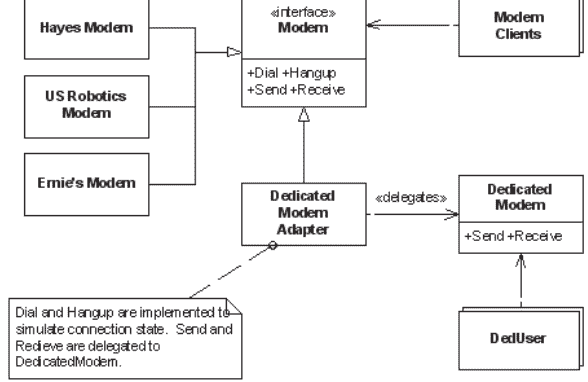 Hayes Modem
«interface»
Modem
Modem
Clients
+Dial +Hangup
+Send +Receive
US Robotics
Modem
Ernie's Modem
Dedicated
Modem
Adapter
«delegates»
Dedicated
Modem
+Send +Receive
Dial and Hangup are implemented to
simulate connection state. Send and
Redieve are delegated to
DedicatedModem.
DedUser